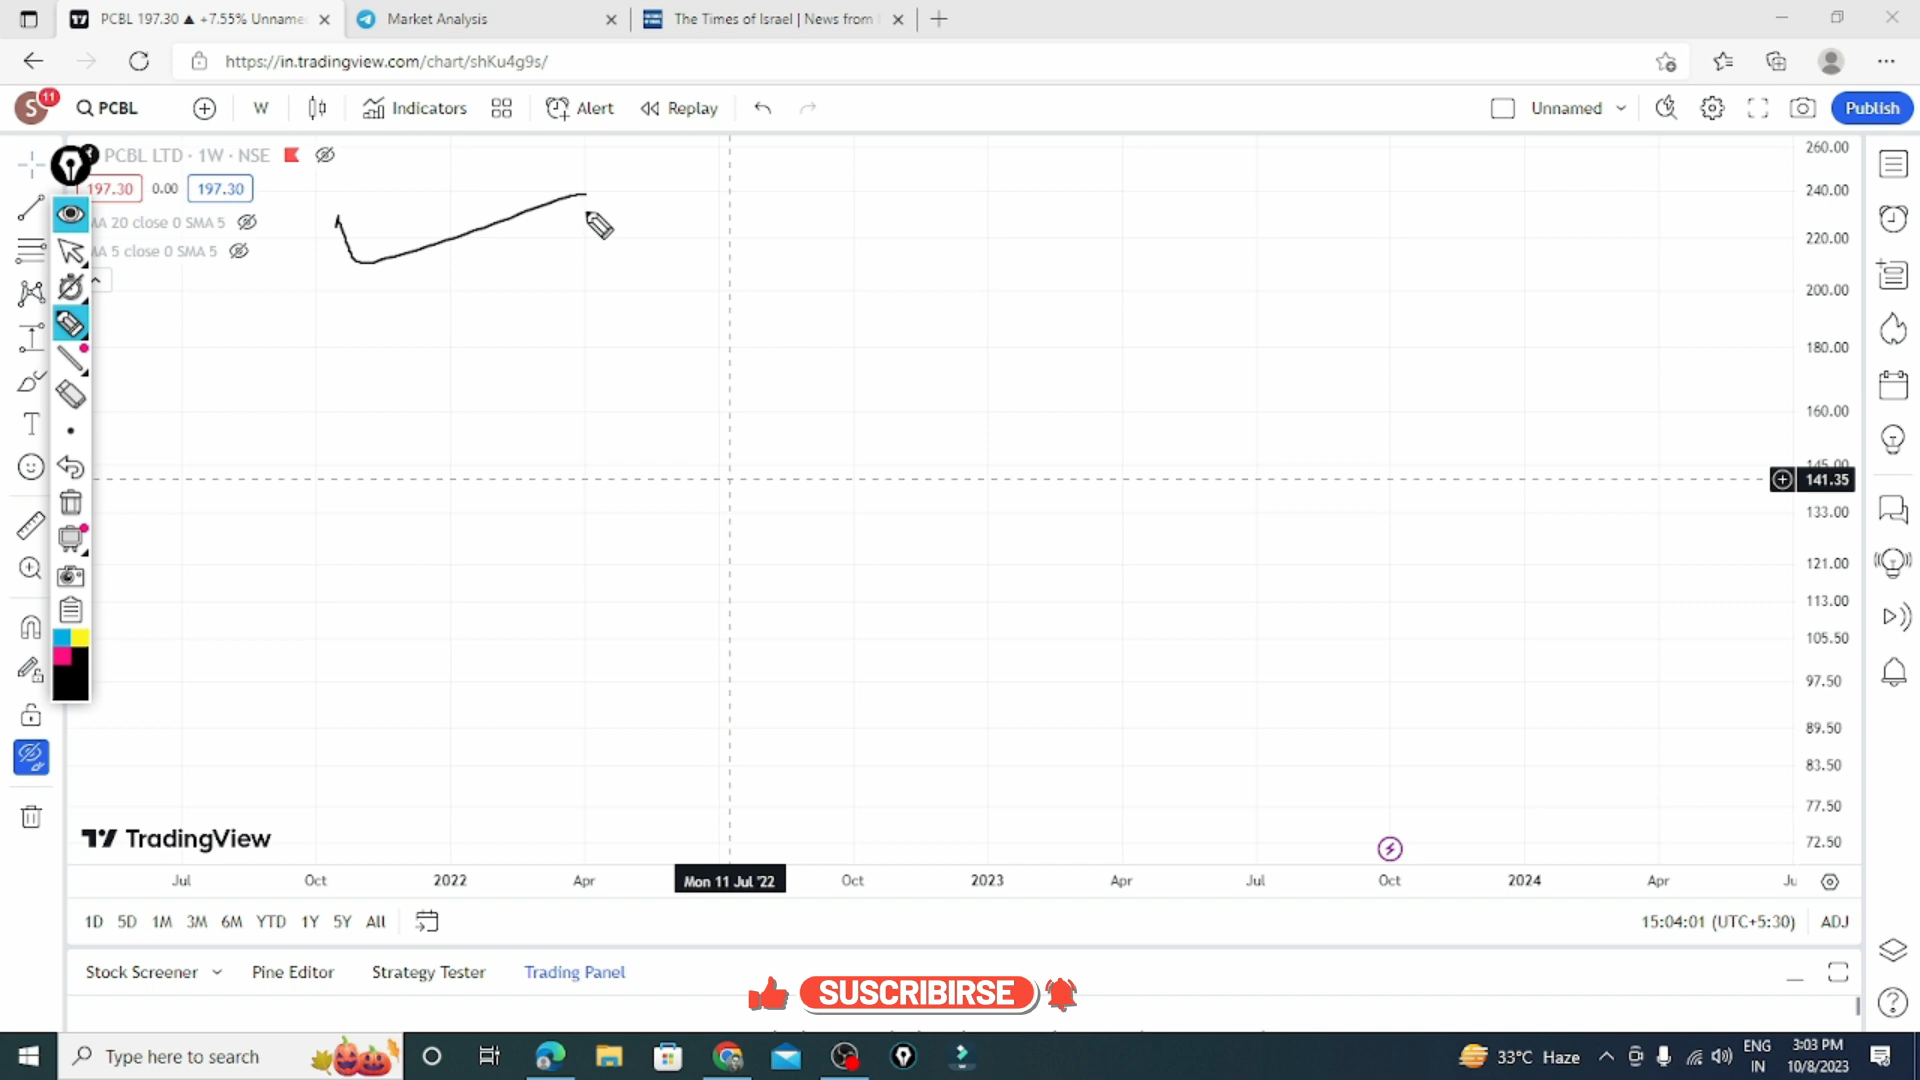 PCBL 197.30 ▲ +7.55% Unname
Market Analysis
The Times of Israel | News from
https://in.tradingview.com/chart/shKu4g9s/
S 11
PCBL
W
Indicators
Alert
Replay
Unnamed
Publish
PCBL LTD · 1W · NSE
197.30 0.00 197.30
MA 20 close 0 SMA 5
MA 5 close 0 SMA 5
260.00
240.00
220.00
200.00
180.00
160.00
145.00
141.35
133.00
121.00
113.00
105.50
97.50
89.50
83.50
77.50
72.50
TradingView
Jul Oct 2022 Apr Mon 11 Jul '22 Oct 2023 Apr Jul Oct 2024 Apr Ju
1D 5D 1M 3M 6M YTD 1Y 5Y All
15:04:01 (UTC+5:30) ADJ
Stock Screener Pine Editor Strategy Tester Trading Panel
SUSCRIBIRSE
Type here to search
33°C Haze
ENG
IN
3:03 PM
10/8/2023